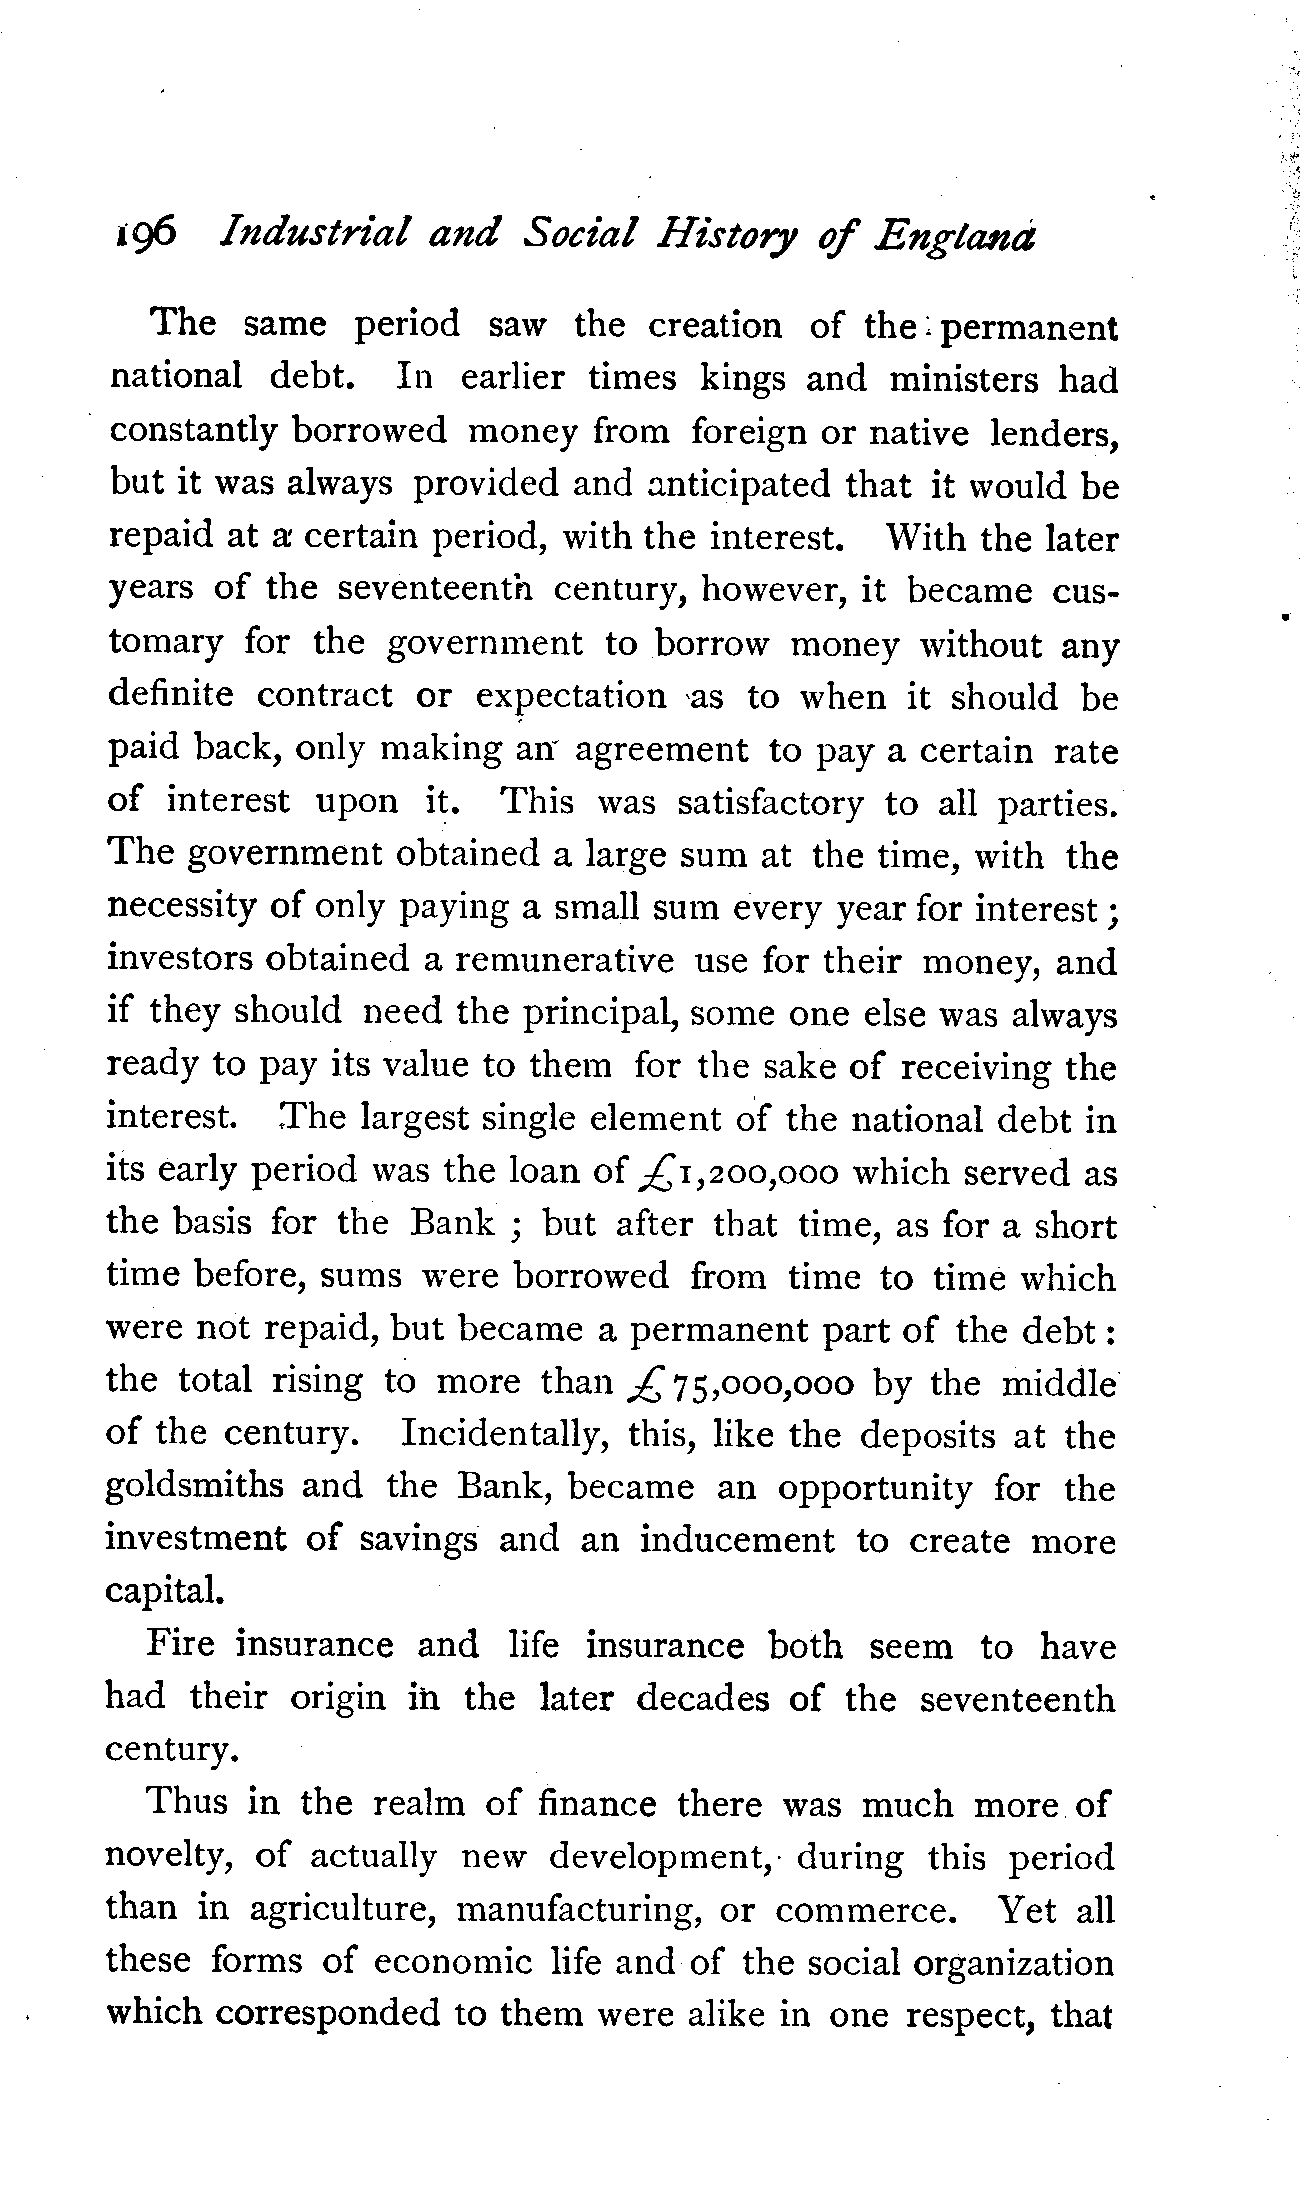 196 Industrial and Social History of England
The same period saw the creation of the permanent
national debt. In earlier times kings and ministers had
constantly borrowed money from foreign or native lenders,
but it was always provided and anticipated that it would be
repaid at a certain period, with the interest. With the later
years of the seventeenth century, however, it became cus-
tomary for the government to borrow money without any
definite contract or expectation as to when it should be
paid back, only making an agreement to pay a certain rate
of interest upon it. This was satisfactory to all parties.
The government obtained a large sum at the time, with the
necessity of only paying a small sum every year for interest ;
investors obtained a remunerative use for their money, and
if they should need the principal, some one else was always
ready to pay its value to them for the sake of receiving the
interest. The largest single element of the national debt in
its early period was the loan of £1,200,000 which served as
the basis for the Bank ; but after that time, as for a short
time before, sums were borrowed from time to time which
were not repaid, but became a permanent part of the debt :
the total rising to more than £75,000,000 by the middle
of the century. Incidentally, this, like the deposits at the
goldsmiths and the Bank, became an opportunity for the
investment of savings and an inducement to create more
capital.
Fire insurance and life insurance both seem to have
had their origin in the later decades of the seventeenth
century.
Thus in the realm of finance there was much more of
novelty, of actually new development, during this period
than in agriculture, manufacturing, or commerce. Yet all
these forms of economic life and of the social organization
which corresponded to them were alike in one respect, that